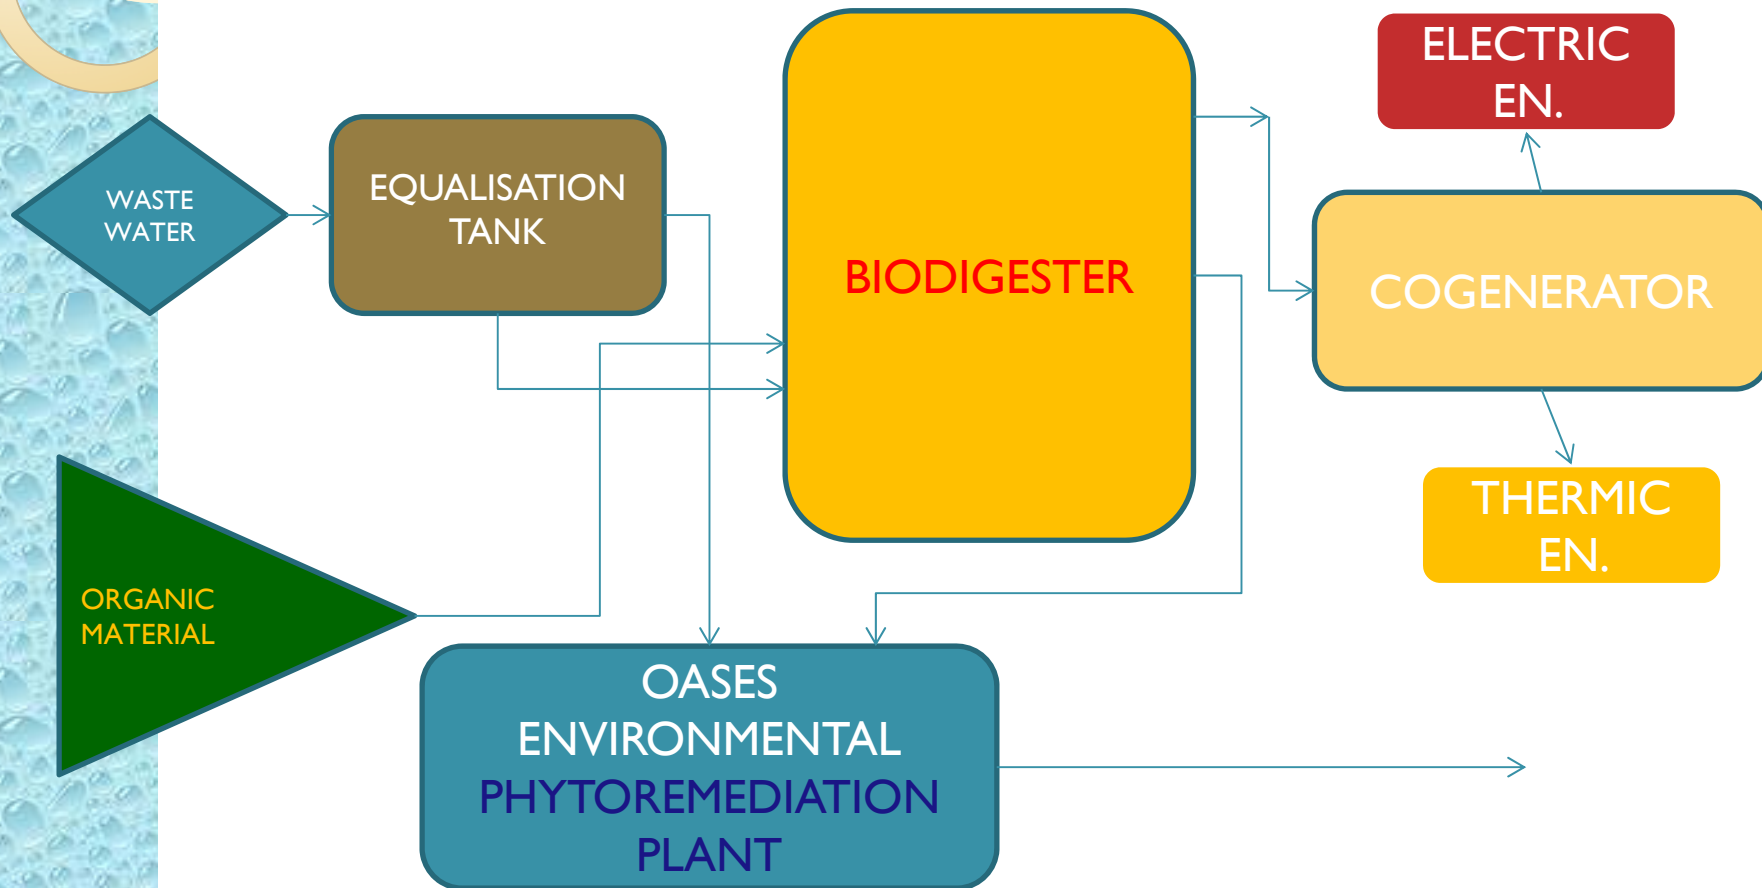 WASTE
WATER
EQUALISATION
TANK
BIODIGESTER
ELECTRIC
EN.
COGENERATOR
THERMIC
EN.
ORGANIC
MATERIAL
OASES
ENVIRONMENTAL
PHYTOREMEDIATION
PLANT